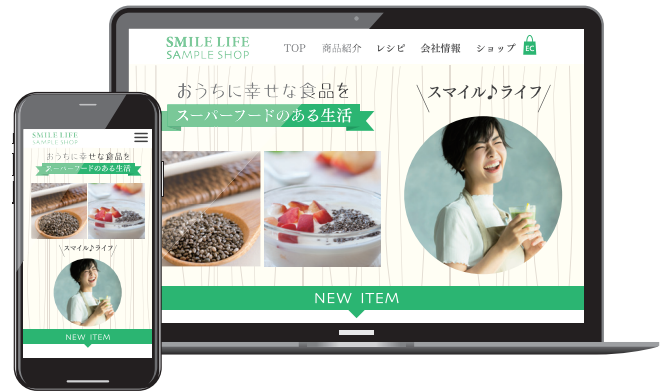 SMILE LIFE
SAMPLE SHOP
TOP 商品紹介 レシピ 会社情報 ショップ EC
おうちに幸せな食品を
スーパーフードのある生活
スマイル♪ライフ
NEW ITEM
SMILE LIFE
SAMPLE SHOP
おうちに幸せな食品を
スーパーフードのある生活
スマイル♪ライフ
NEW ITEM